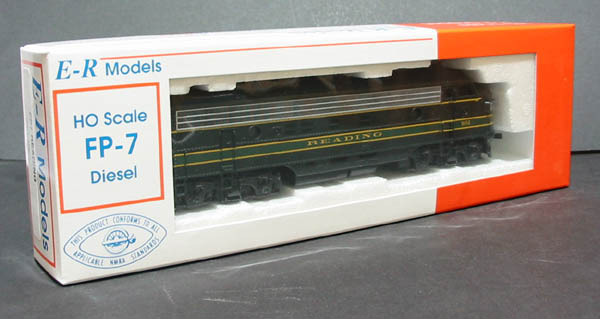 E-R Models
HO Scale
FP-7
Diesel
THIS PRODUCT CONFORMS TO ALL
APPLICABLE NMRA STANDARDS
E-R Models
READING